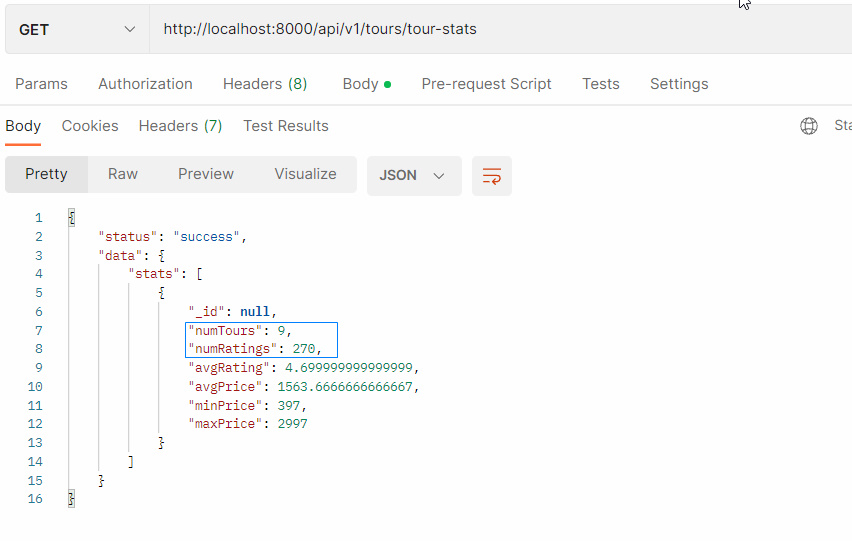 GET http://localhost:8000/api/v1/tours/tour-stats
Params Authorization Headers (8) Body Pre-request Script Tests Settings
Body Cookies Headers (7) Test Results
Pretty Raw Preview Visualize JSON
1 {
2 "status": "success",
3 "data": {
4 "stats": [
5 {
6 "_id": null,
7 "numTours": 9,
8 "numRatings": 270,
9 "avgRating": 4.699999999999999,
10 "avgPrice": 1563.6666666666667,
11 "minPrice": 397,
12 "maxPrice": 2997
13 }
14 ]
15 }
16 }